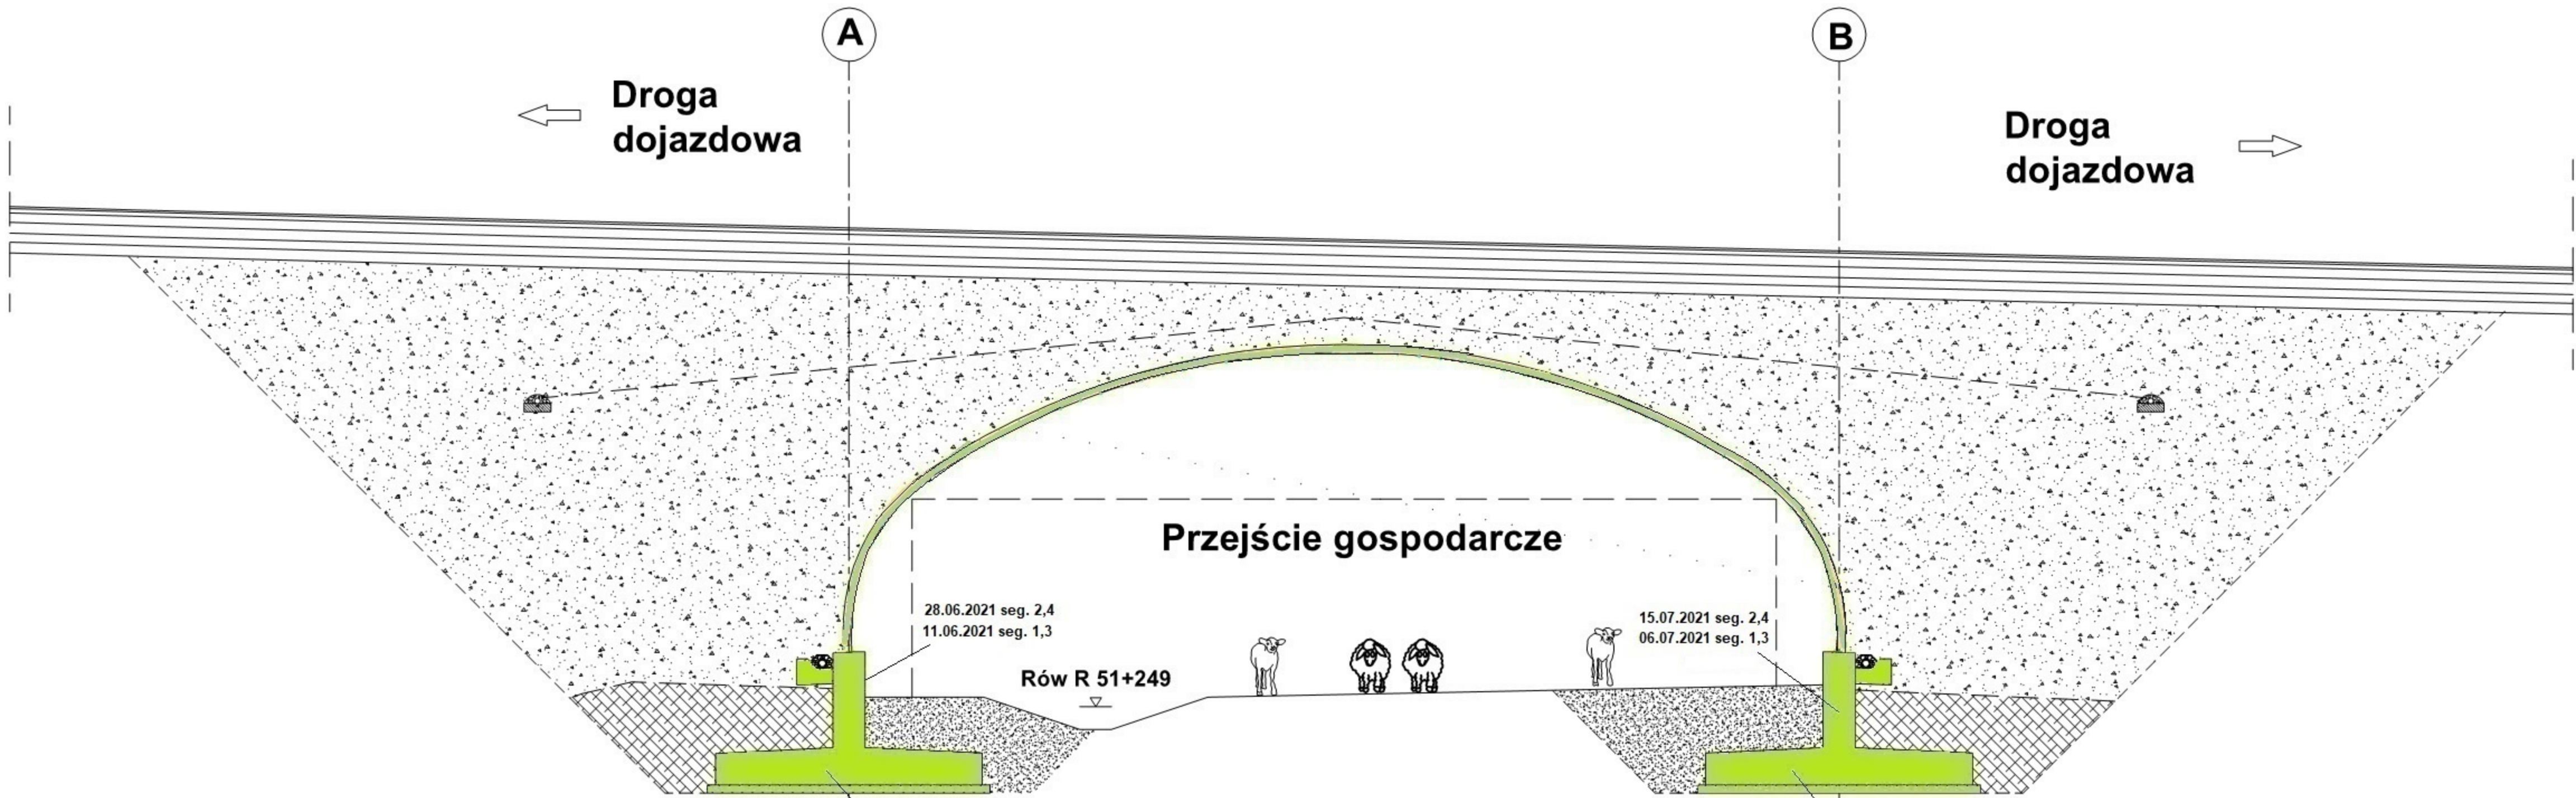 A
B
Droga
dojazdowa
Droga
dojazdowa
Przejście gospodarcze
28.06.2021 seg. 2,4
11.06.2021 seg. 1,3
15.07.2021 seg. 2,4
06.07.2021 seg. 1,3
Rów R 51+249